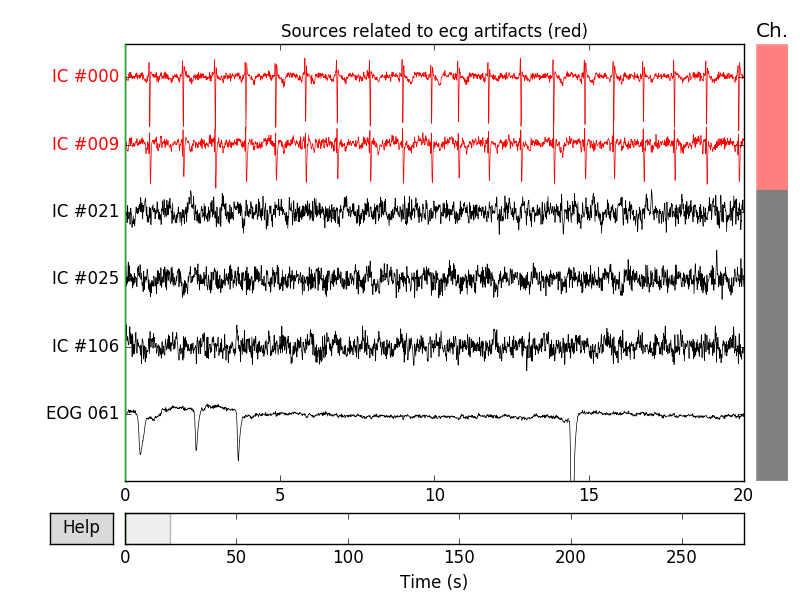 Sources related to ecg artifacts (red)
Ch.
IC #000
IC #009
IC #021
IC #025
IC #106
EOG 061
0 5 10 15 20
Help
0 50 100 150 200 250
Time (s)